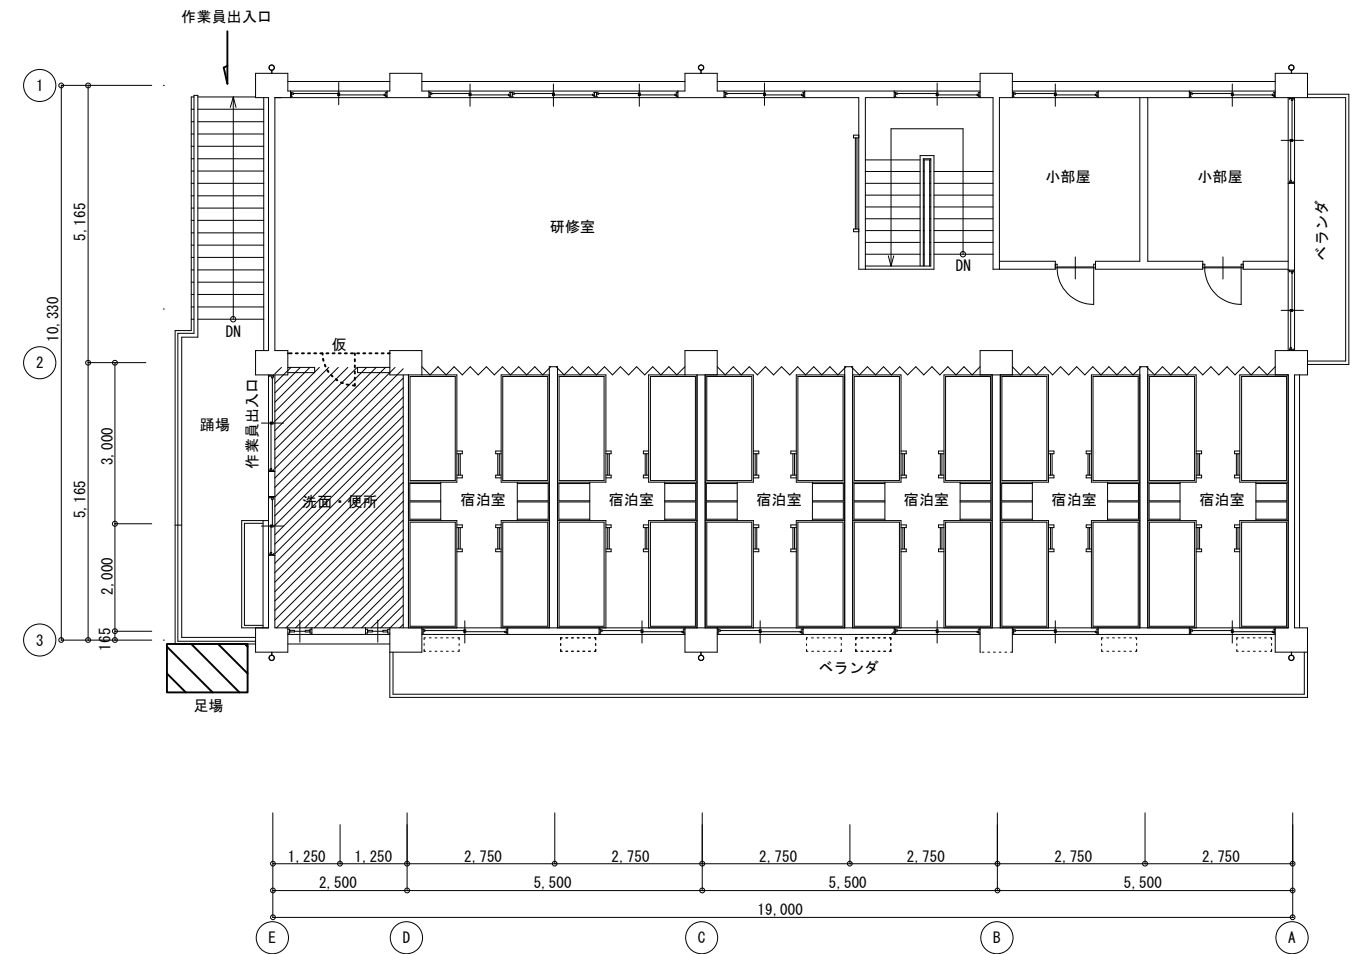 作業員出入口
1
小部屋
小部屋
5,165
研修室
ベランダ
DN
10,330
DN
仮
2
作業員出入口
踊場
3,000
5,165
洗面・便所
宿泊室
宿泊室
宿泊室
宿泊室
宿泊室
宿泊室
2,000
165
3
ベランダ
足場
1,250
1,250
2,750
2,750
2,750
2,750
2,750
2,750
2,500
5,500
5,500
5,500
19,000
E
D
C
B
A